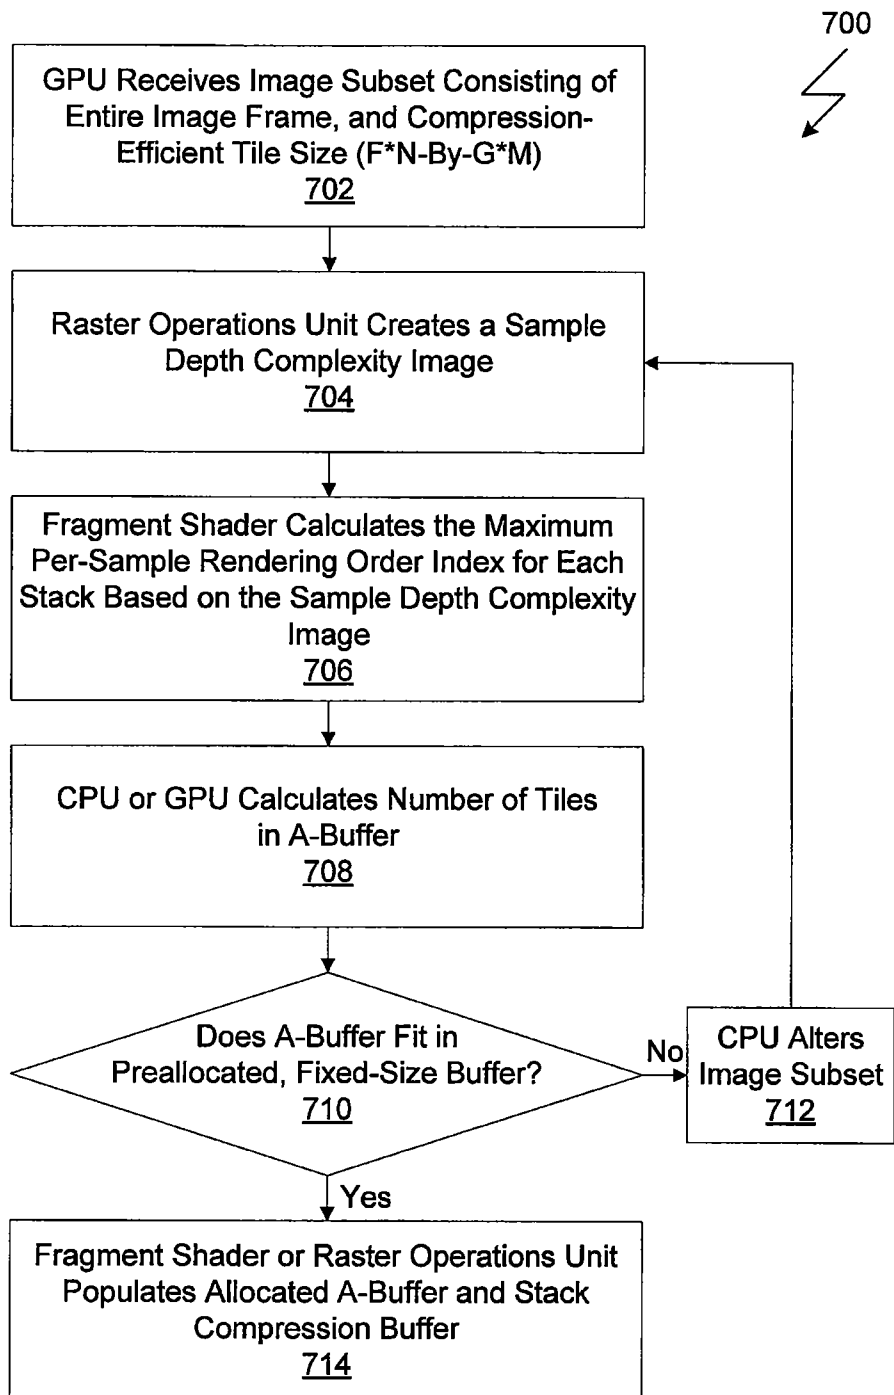 700
GPU Receives Image Subset Consisting of
Entire Image Frame, and Compression-
Efficient Tile Size (F*N-By-G*M)
702
Raster Operations Unit Creates a Sample
Depth Complexity Image
704
Fragment Shader Calculates the Maximum
Per-Sample Rendering Order Index for Each
Stack Based on the Sample Depth Complexity
Image
706
CPU or GPU Calculates Number of Tiles
in A-Buffer
708
Does A-Buffer Fit in
Preallocated, Fixed-Size Buffer?
710
No
CPU Alters
Image Subset
712
Yes
Fragment Shader or Raster Operations Unit
Populates Allocated A-Buffer and Stack
Compression Buffer
714